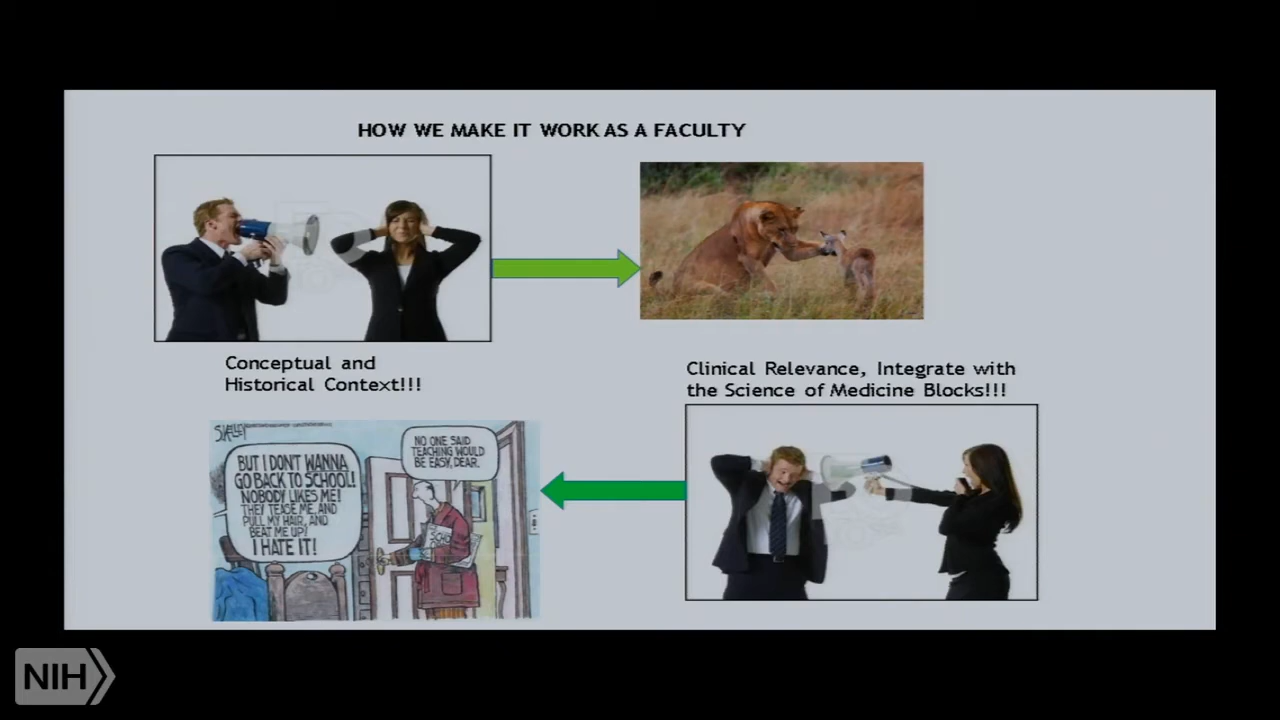 HOW WE MAKE IT WORK AS A FACULTY
Conceptual and
Historical Context!!!
Clinical Relevance, Integrate with
the Science of Medicine Blocks!!!
BUT I DON'T WANNA
GO BACK TO SCHOOL!
NOBODY LIKES ME!
THEY TEASE ME, AND
PULL MY HAIR, AND
BEAT ME UP!
I HATE IT!
NO ONE SAID
TEACHING WOULD
BE EASY, DEAR.
NIH